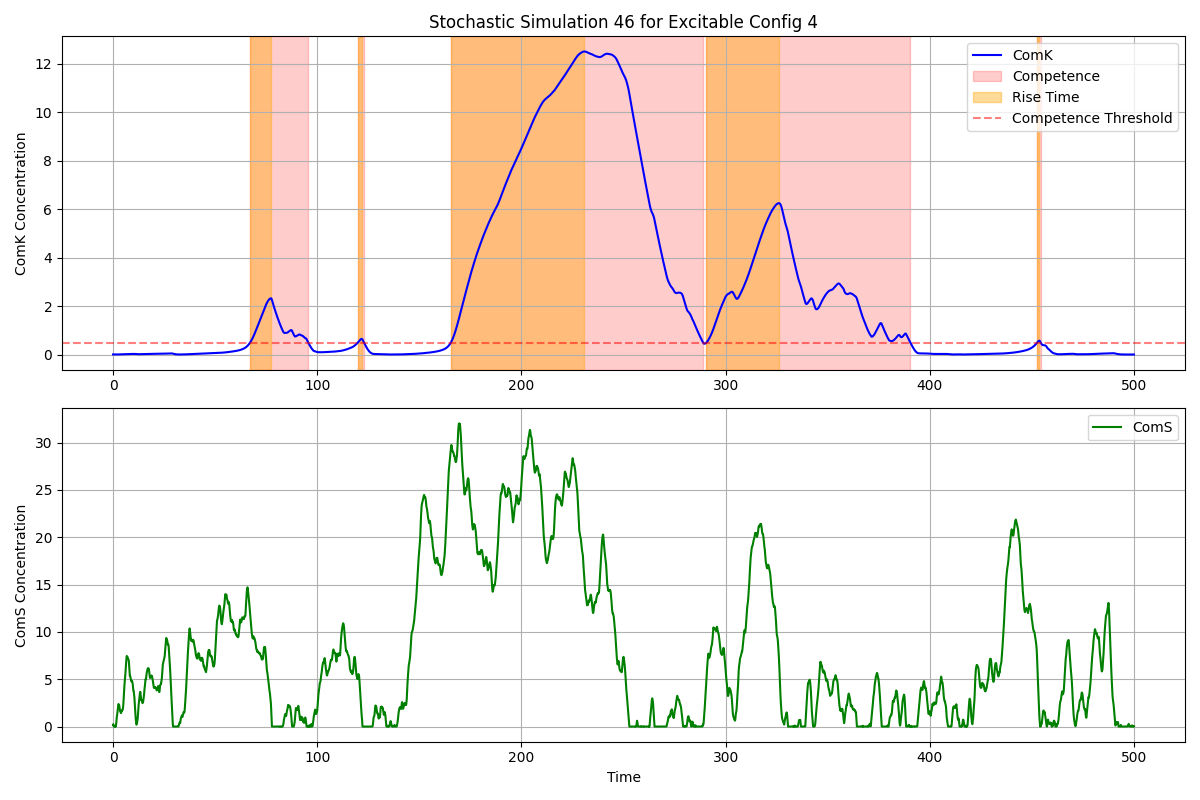 Stochastic Simulation 46 for Excitable Config 4
ComK Concentration
12
10
8
6
4
2
0
ComK
Competence
Rise Time
Competence Threshold
0
100
200
300
400
500
ComS Concentration
30
25
20
15
10
5
0
ComS
0
100
200
300
400
500
Time